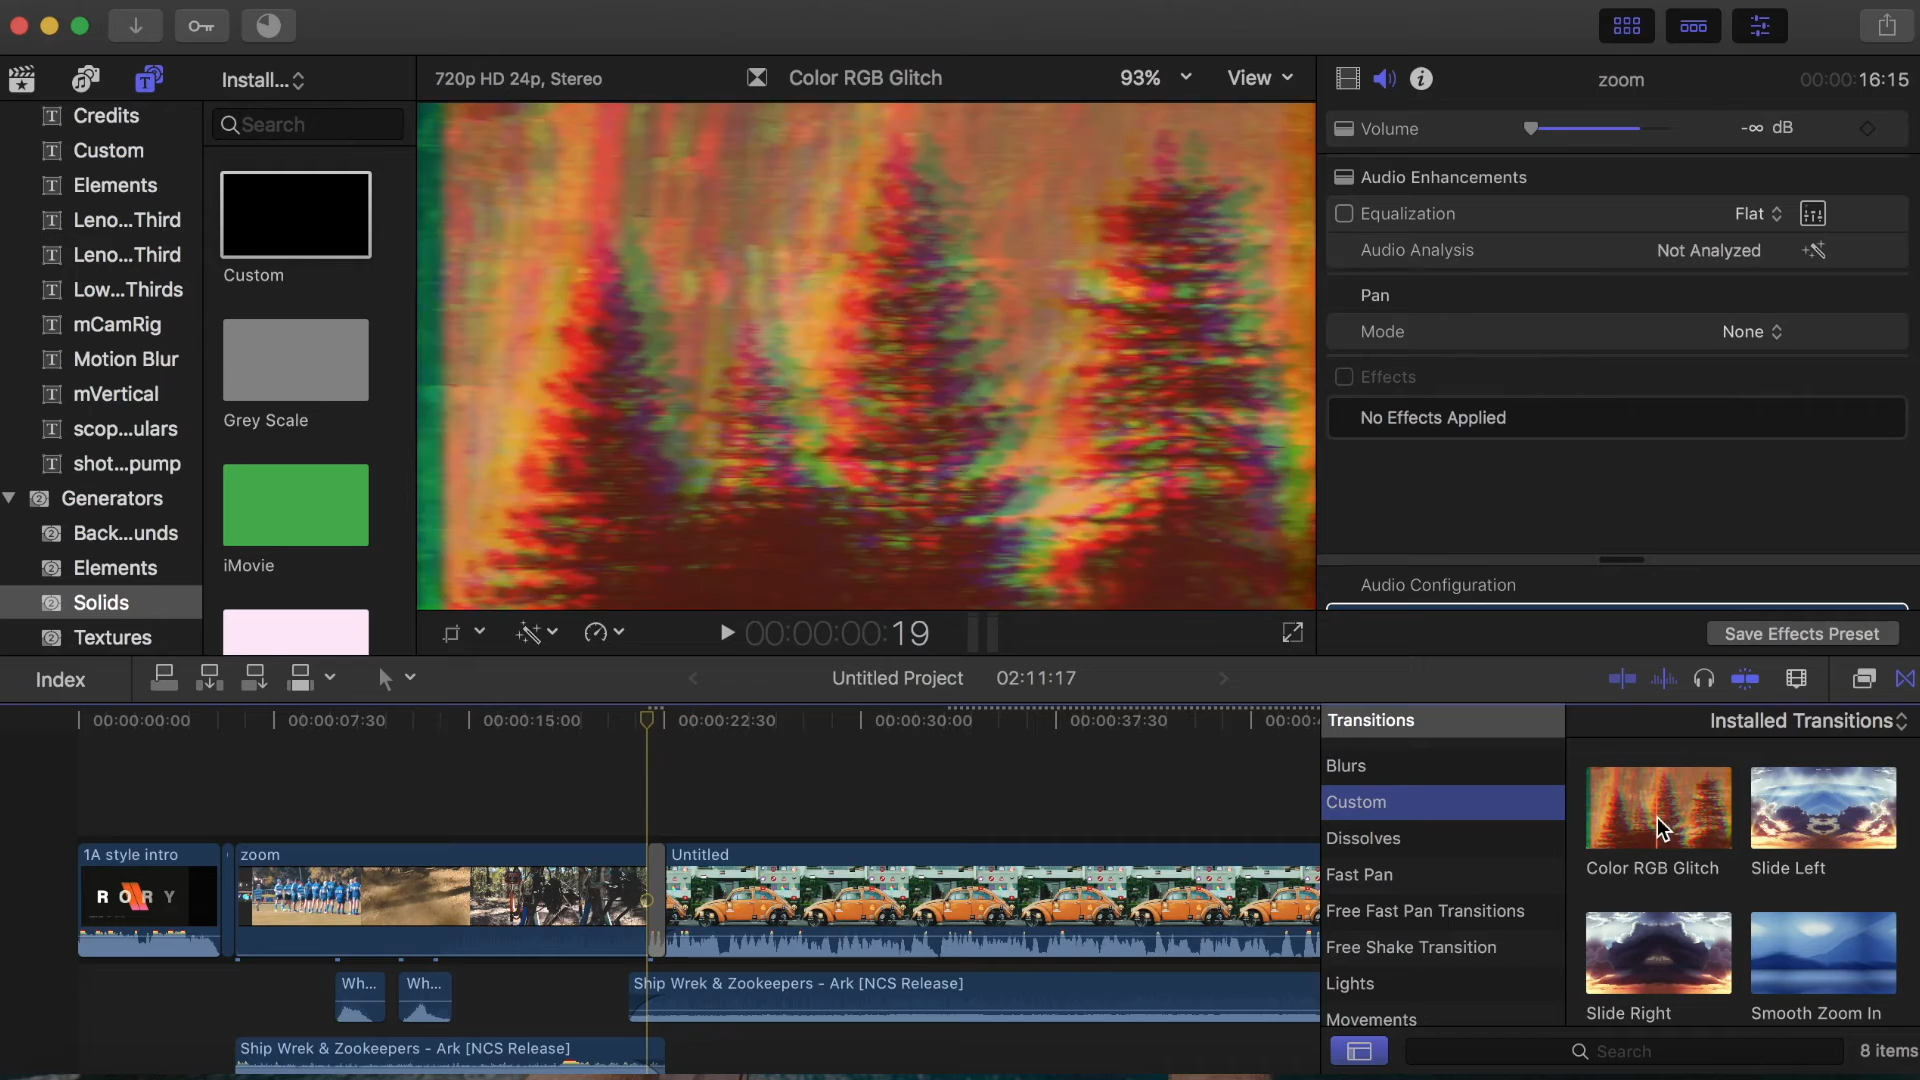 Install...
720p HD 24p, Stereo
Color RGB Glitch
93%
View
zoom
00:00:16:15
Credits
Custom
Elements
Leno...Third
Leno...Third
Low...Thirds
mCamRig
Motion Blur
mVertical
scop...ulars
shot...pump
Generators
Back...unds
Elements
Solids
Textures
Search
Custom
Grey Scale
iMovie
Volume
-∞ dB
Audio Enhancements
Equalization
Flat
Audio Analysis
Not Analyzed
Pan
Mode
None
Effects
No Effects Applied
Audio Configuration
Save Effects Preset
00:00:00:19
Index
Untitled Project
02:11:17
00:00:00:00
00:00:07:30
00:00:15:00
00:00:22:30
00:00:30:00
00:00:37:30
00:00:4
1A style intro
RORY
zoom
Untitled
Wh...
Wh...
Ship Wrek & Zookeepers - Ark [NCS Release]
Ship Wrek & Zookeepers - Ark [NCS Release]
Transitions
Installed Transitions
Blurs
Custom
Dissolves
Fast Pan
Free Fast Pan Transitions
Free Shake Transition
Lights
Movements
Color RGB Glitch
Slide Left
Slide Right
Smooth Zoom In
Search
8 items